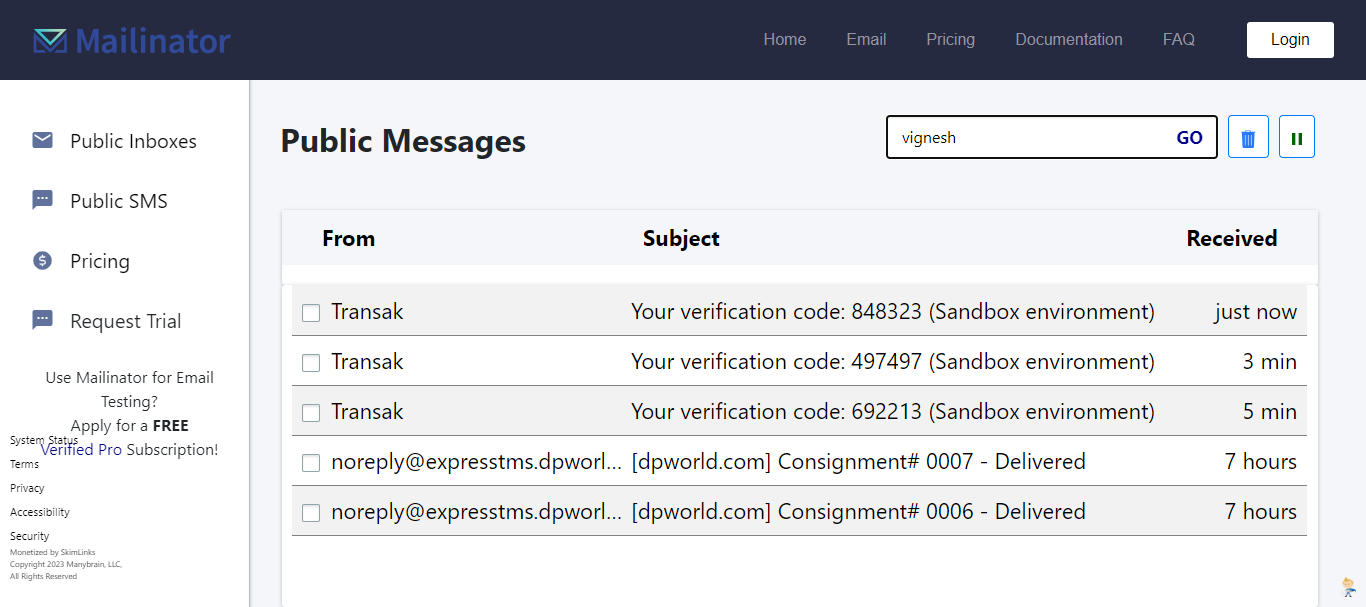 Mailinator
Home Email Pricing Documentation FAQ Login
Public Inboxes
Public SMS
Pricing
Request Trial
Use Mailinator for Email
Testing?
Apply for a FREE
Verified Pro Subscription!
System Status
Terms
Privacy
Accessibility
Security
Monetized by SkimLinks
Copyright 2023 Manybrain, LLC,
All Rights Reserved
Public Messages
vignesh GO
From Subject Received
Transak Your verification code: 848323 (Sandbox environment) just now
Transak Your verification code: 497497 (Sandbox environment) 3 min
Transak Your verification code: 692213 (Sandbox environment) 5 min
noreply@expresstms.dpworl... [dpworld.com] Consignment# 0007 - Delivered 7 hours
noreply@expresstms.dpworl... [dpworld.com] Consignment# 0006 - Delivered 7 hours